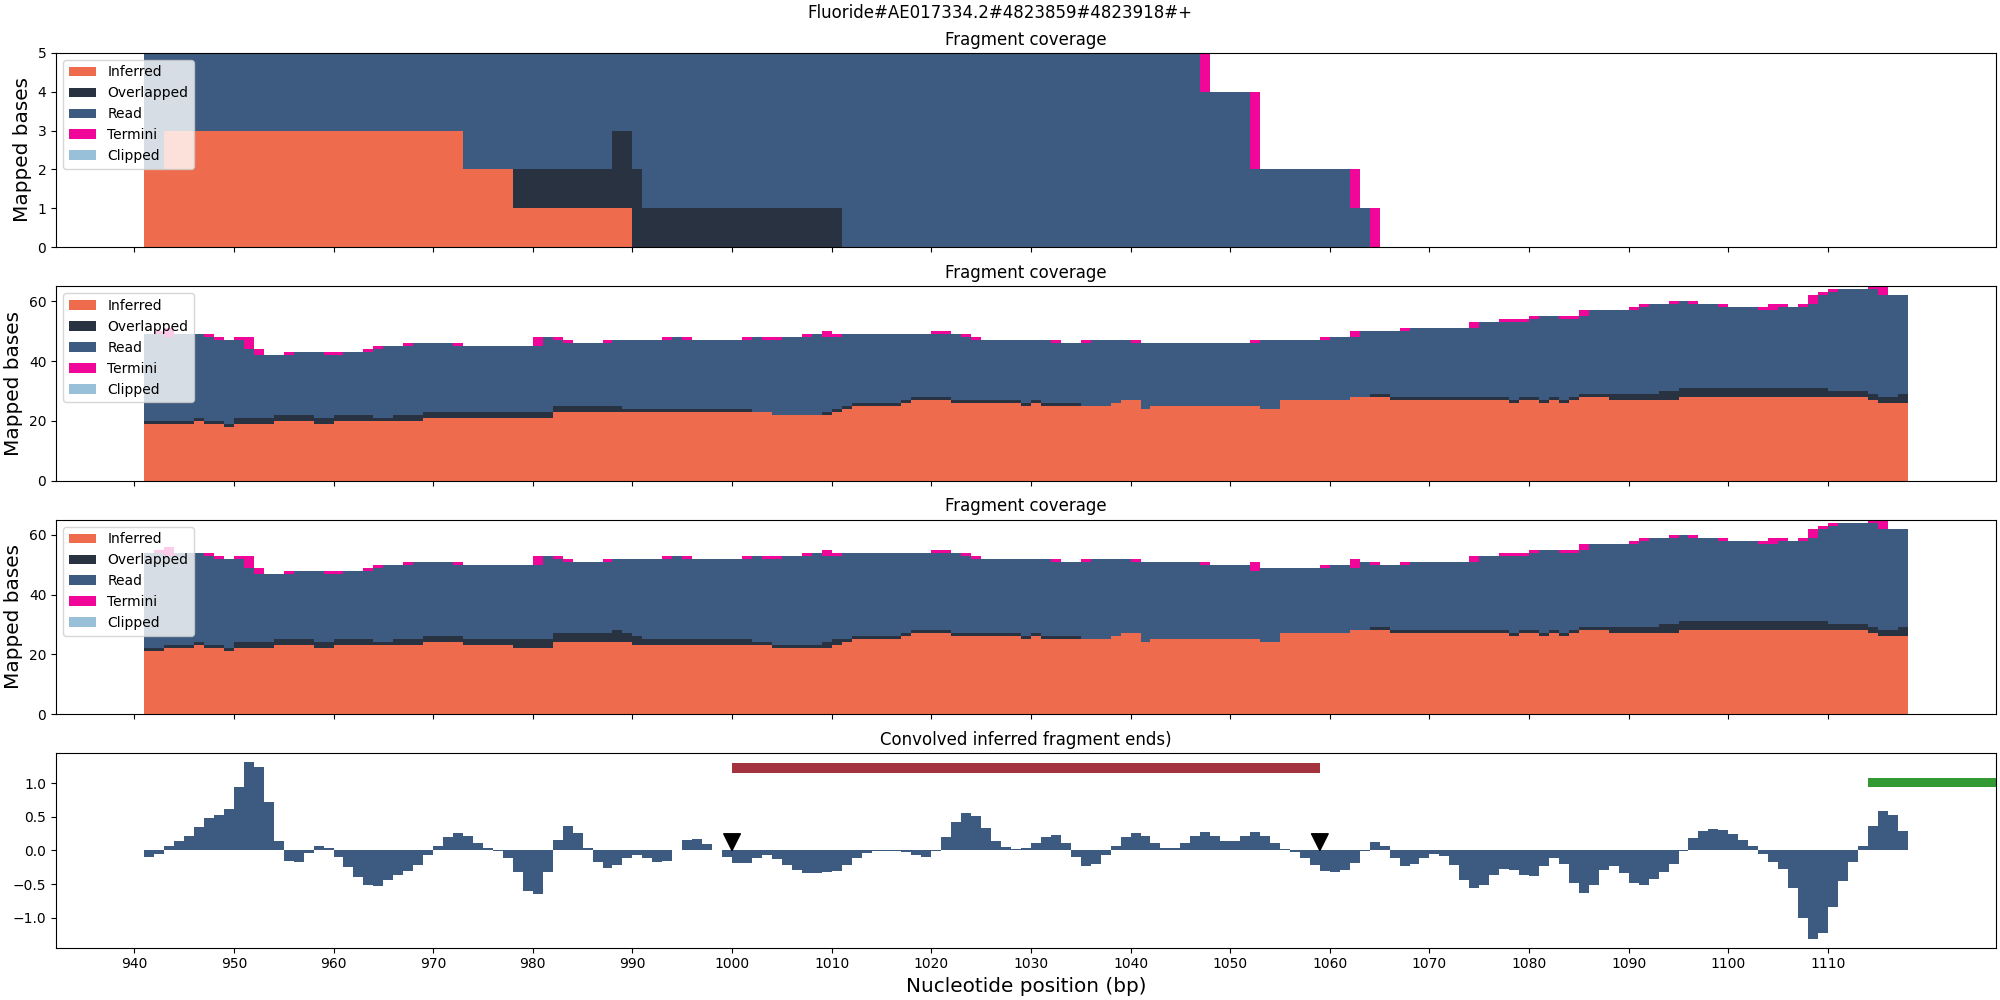 Fluoride#AE017334.2#4823859#4823918#+
Fragment coverage
Mapped bases
5
4
3
2
1
0
Inferred
Overlapped
Read
Termini
Clipped
Fragment coverage
Mapped bases
60
40
20
0
Inferred
Overlapped
Read
Termini
Clipped
Fragment coverage
Mapped bases
60
40
20
0
Inferred
Overlapped
Read
Termini
Clipped
Convolved inferred fragment ends)
1.0
0.5
0.0
−0.5
−1.0
940 950 960 970 980 990 1000 1010 1020 1030 1040 1050 1060 1070 1080 1090 1100 1110
Nucleotide position (bp)